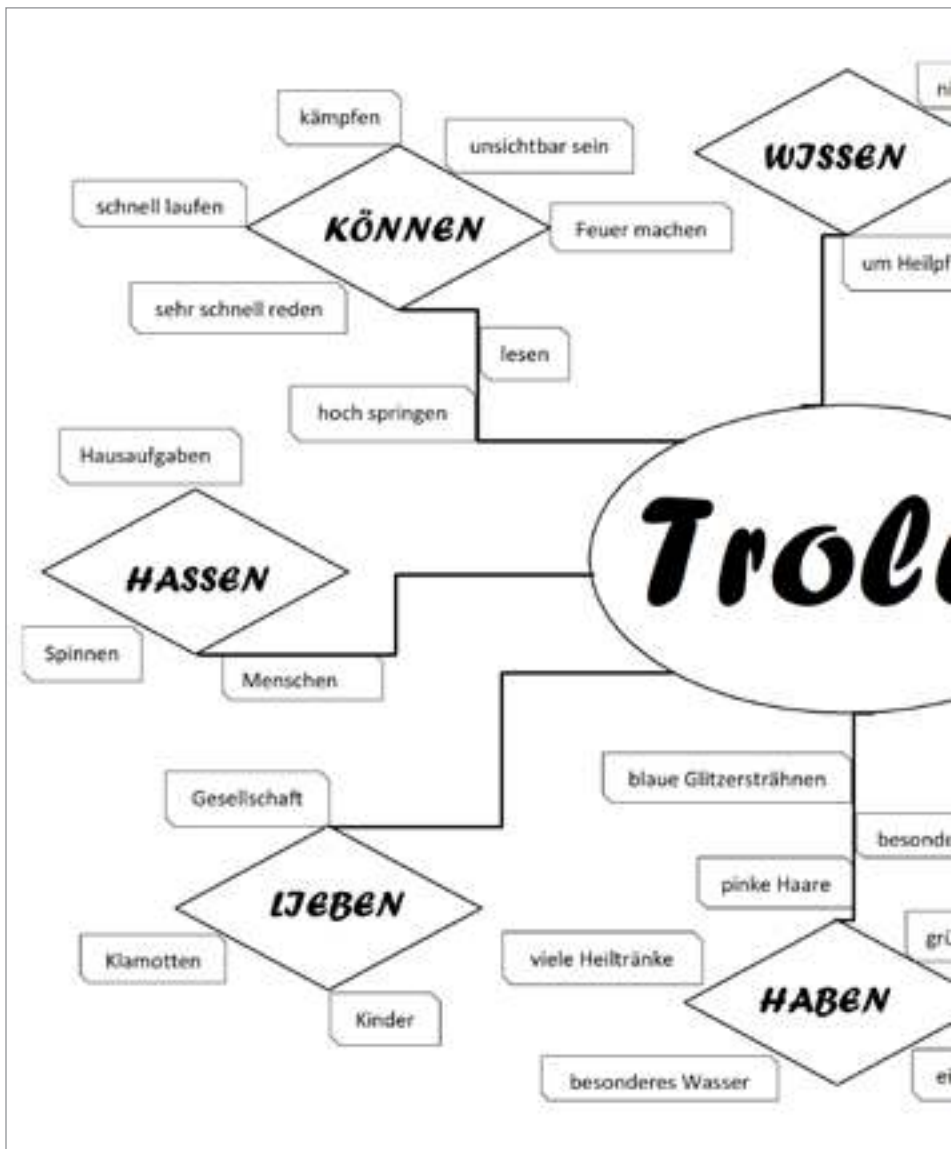 kämpfen
unsichtbar sein
schnell laufen
KÖNNEN
Feuer machen
sehr schnell reden
lesen
hoch springen
WISSEN
um
Hausaufgaben
HASSEN
Spinnen
Menschen
Gesellschaft
LIEBEN
Klamotten
Kinder
blaue Glitzersträhnen
pinke Haare
viele Heiltränke
HABEN
besonderes Wasser